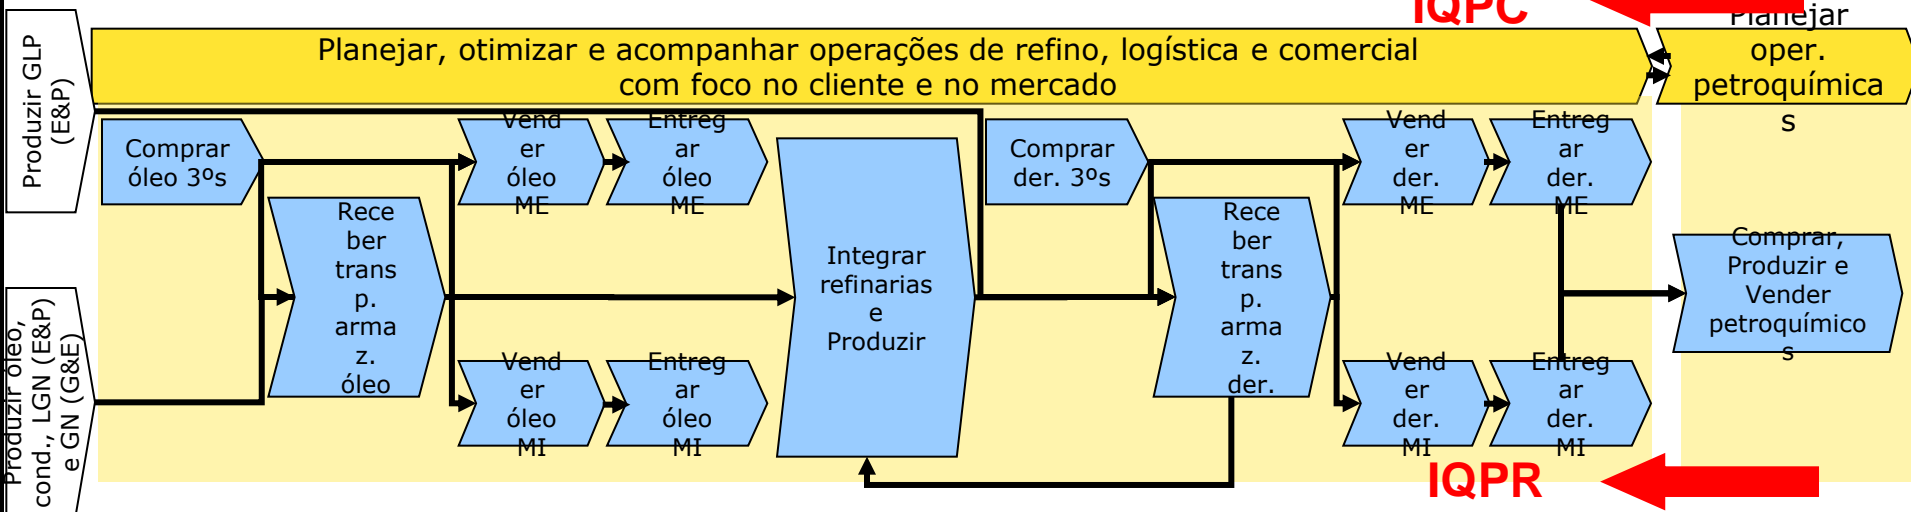 IQPC
Produzir GLP
(E&P)
Planejar, otimizar e acompanhar operações de refino, logística e comercial
com foco no cliente e no mercado
Planejar
oper.
petroquímica
s
Comprar
óleo 3ºs
Vend
er
óleo
ME
Entreg
ar
óleo
ME
Comprar
der. 3ºs
Vend
er
der.
ME
Entreg
ar
der.
ME
Rece
ber
trans
p.
arma
z.
óleo
Integrar
refinarias
e
Produzir
Rece
ber
trans
p.
arma
z.
der.
Comprar,
Produzir e
Vender
petroquímico
s
Produzir óleo,
cond., LGN (E&P)
e GN (G&E)
Vend
er
óleo
MI
Entreg
ar
óleo
MI
Vend
er
der.
MI
Entreg
ar
der.
MI
IQPR